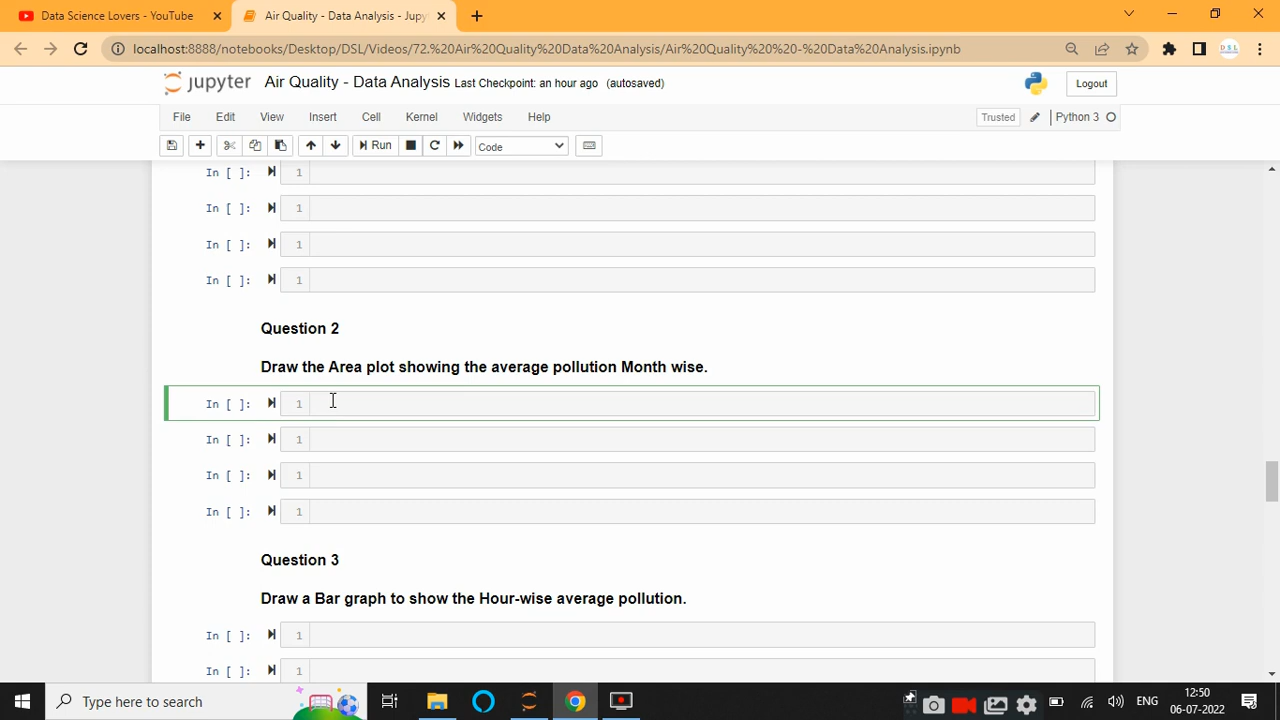 Data Science Lovers - YouTube
Air Quality - Data Analysis - Jupy
localhost:8888/notebooks/Desktop/DSL/Videos/72.%20Air%20Quality%20Data%20Analysis/Air%20Quality%20%20-%20Data%20Analysis.ipynb
jupyter Air Quality - Data Analysis Last Checkpoint: an hour ago (autosaved)
Logout
File Edit View Insert Cell Kernel Widgets Help
Trusted Python 3
Run Code
In [ ]: 1
In [ ]: 1
In [ ]: 1
In [ ]: 1
Question 2
Draw the Area plot showing the average pollution Month wise.
In [ ]: 1
In [ ]: 1
In [ ]: 1
In [ ]: 1
Question 3
Draw a Bar graph to show the Hour-wise average pollution.
In [ ]: 1
In [ ]: 1
Type here to search
ENG
12:50
06-07-2022